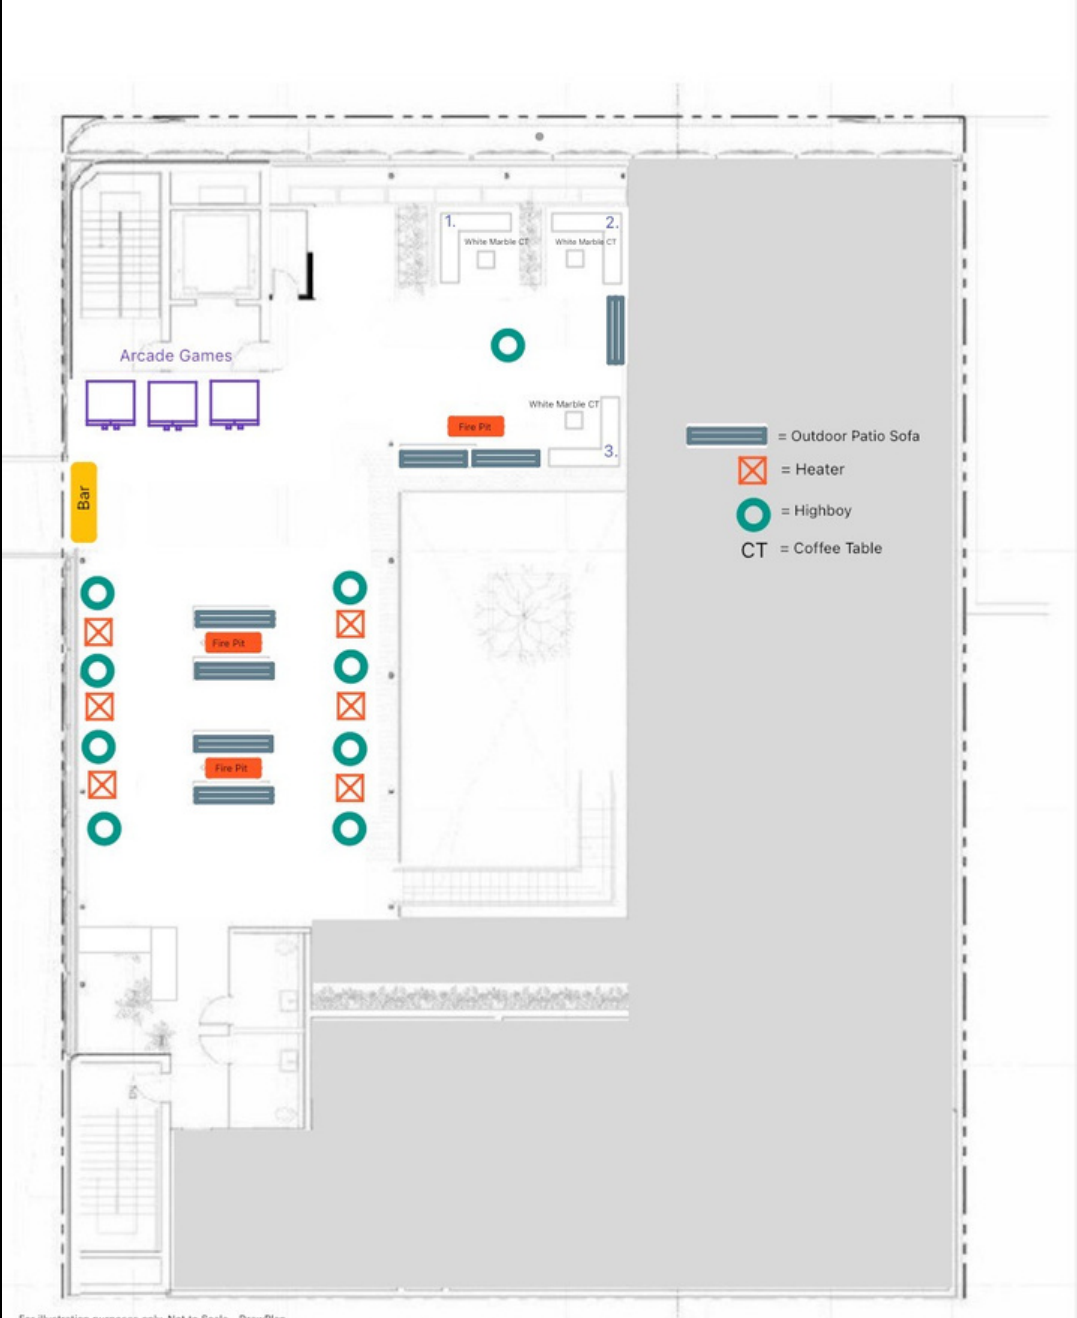 1.
2.
White Marble CT
White Marble CT
Arcade Games
White Marble CT
Fire Pit
3.
Bar
= Outdoor Patio Sofa
= Heater
= Highboy
CT = Coffee Table
Fire Pit
Fire Pit
DN